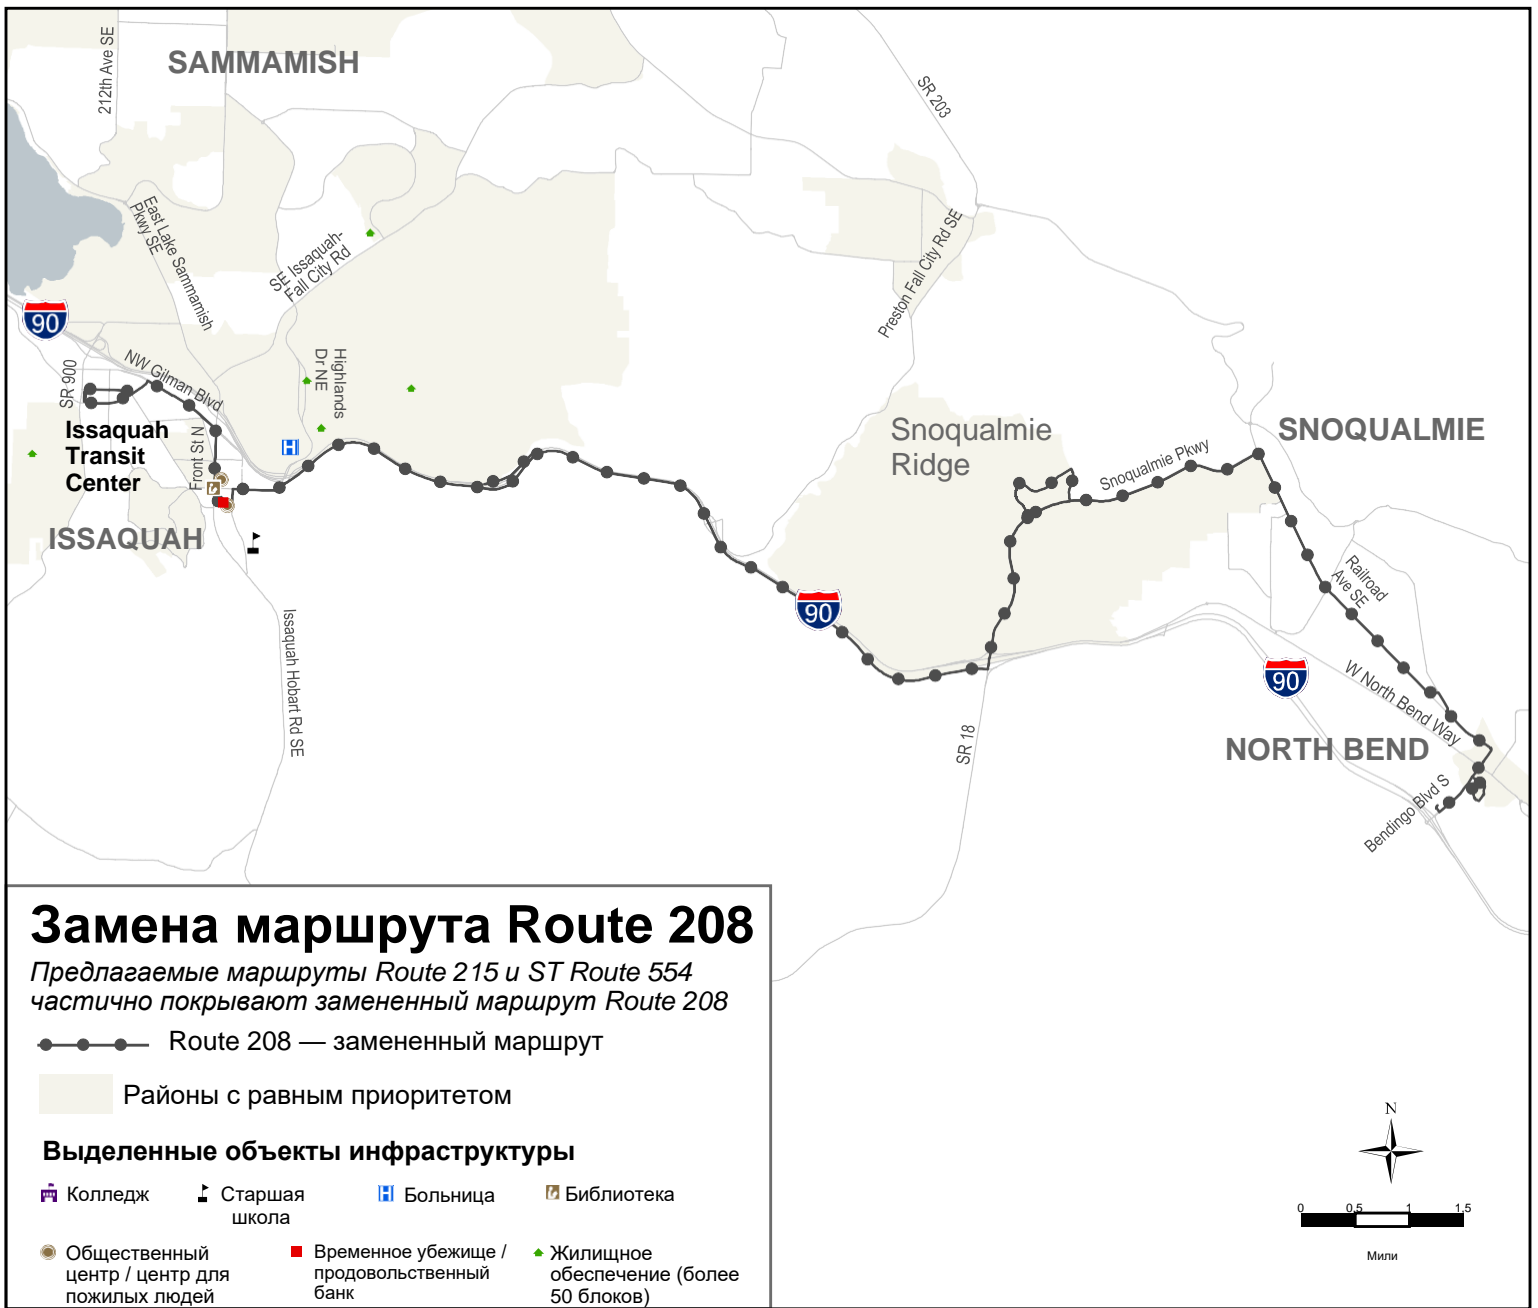 SAMMAMISH
212th Ave SE
SR 203
East Lake Sammamish
Pkwy SE
SE Issaquah-
Fall City Rd
Preston Fall City Rd SE
90
NW Gilman Blvd
SR 900
Highlands
Dr NE
Issaquah
Transit
Center
Front St N
ISSAQUAH
Snoqualmie
Ridge
Snoqualmie Pkwy
SNOQUALMIE
Railroad
Ave SE
90
Issaquah Hobart Rd SE
90
W North Bend Way
SR 18
NORTH BEND
Bendingo Blvd S
Замена маршрута Route 208
Предлагаемые маршруты Route 215 и ST Route 554
частично покрывают замененный маршрут Route 208
Route 208 — замененный маршрут
Районы с равным приоритетом
Выделенные объекты инфраструктуры
Колледж
Старшая
школа
Больница
Библиотека
Общественный
центр / центр для
пожилых людей
Временное убежище /
продовольственный
банк
Жилищное
обеспечение (более
50 блоков)
N
0 0.5 1 1.5
Мили